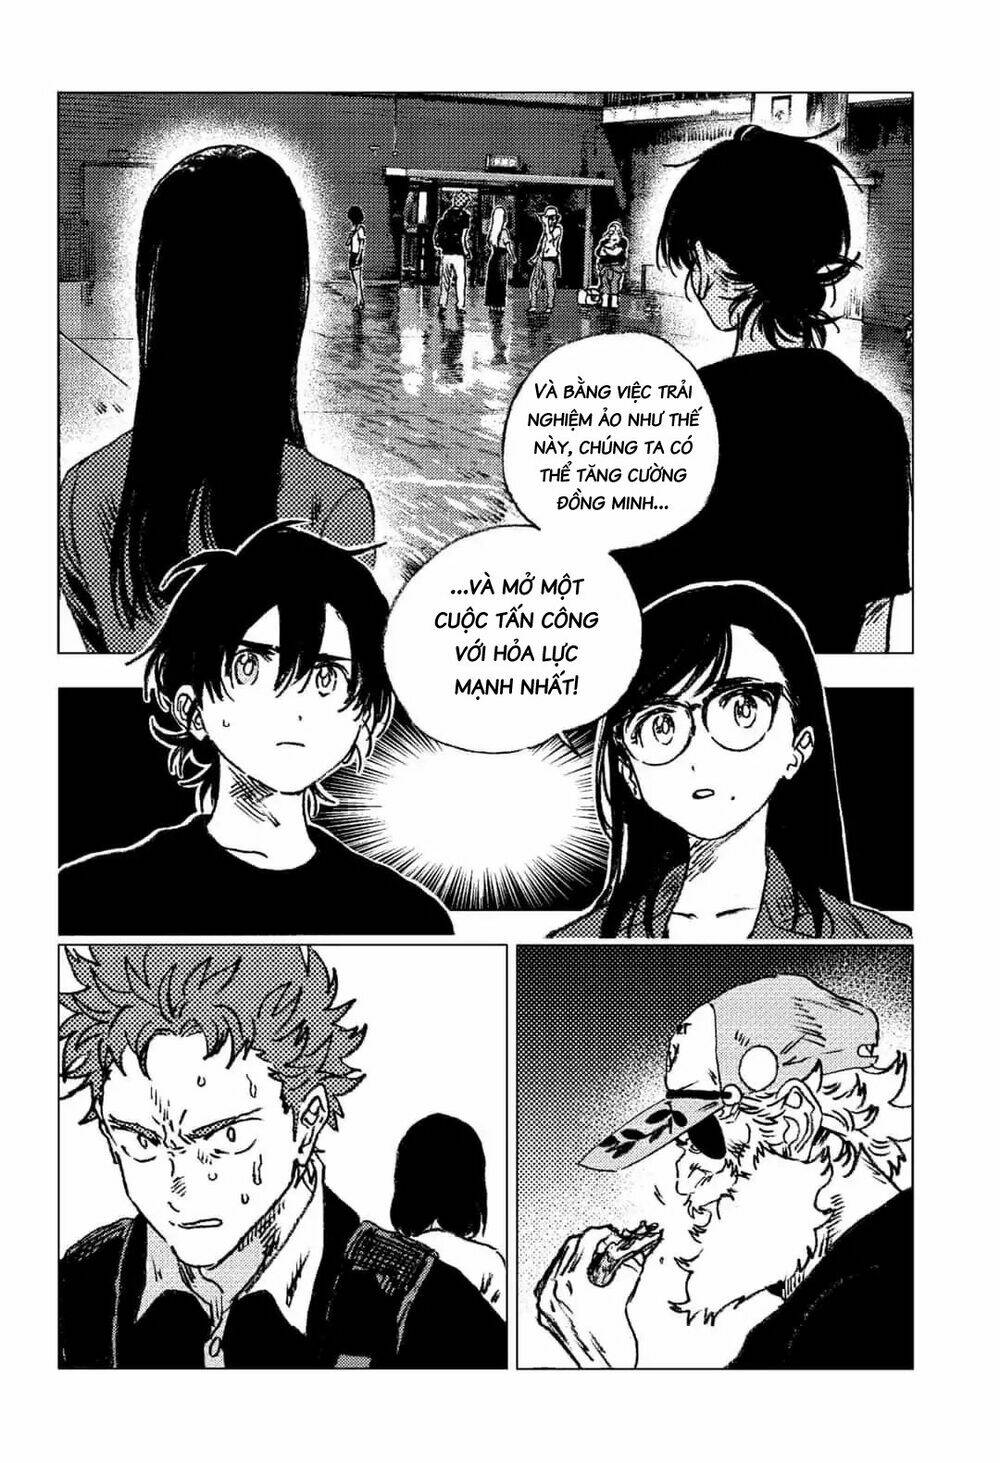 VÀ BẰNG VIỆC TRẢI
NGHIỆM ẢO NHƯ THẾ
NÀY, CHÚNG TA CÓ
THỂ TĂNG CƯỜNG
ĐỒNG MINH...
...VÀ MỞ MỘT
CUỘC TẤN CÔNG
VỚI HỎA LỰC
MẠNH NHẤT!